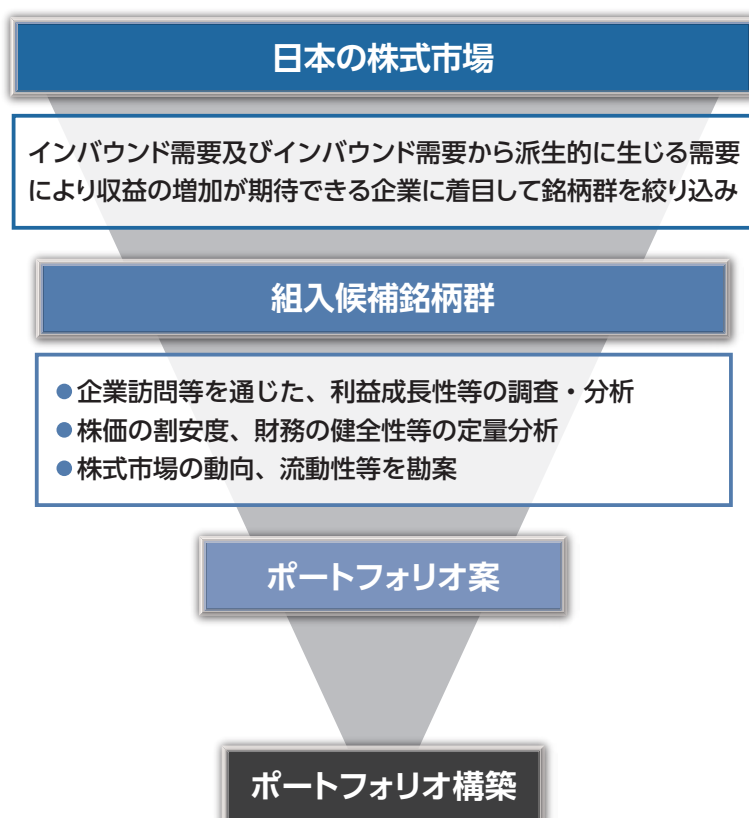 日本の株式市場
インバウンド需要及びインバウンド需要から派生的に生じる需要
により収益の増加が期待できる企業に着目して銘柄群を絞り込み
組入候補銘柄群
●企業訪問等を通じた、利益成長性等の調査・分析
●株価の割安度、財務の健全性等の定量分析
●株式市場の動向、流動性等を勘案
ポートフォリオ案
ポートフォリオ構築